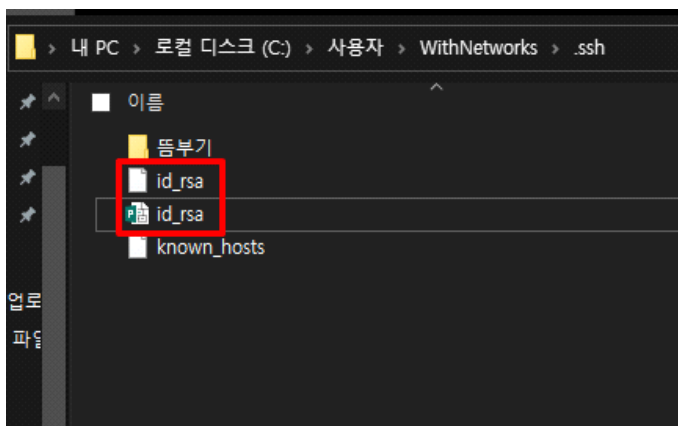 내 PC > 로컬 디스크 (C:) > 사용자 > WithNetworks > .ssh
이름
뜸부기
id_rsa
id_rsa
known_hosts
업로
파일